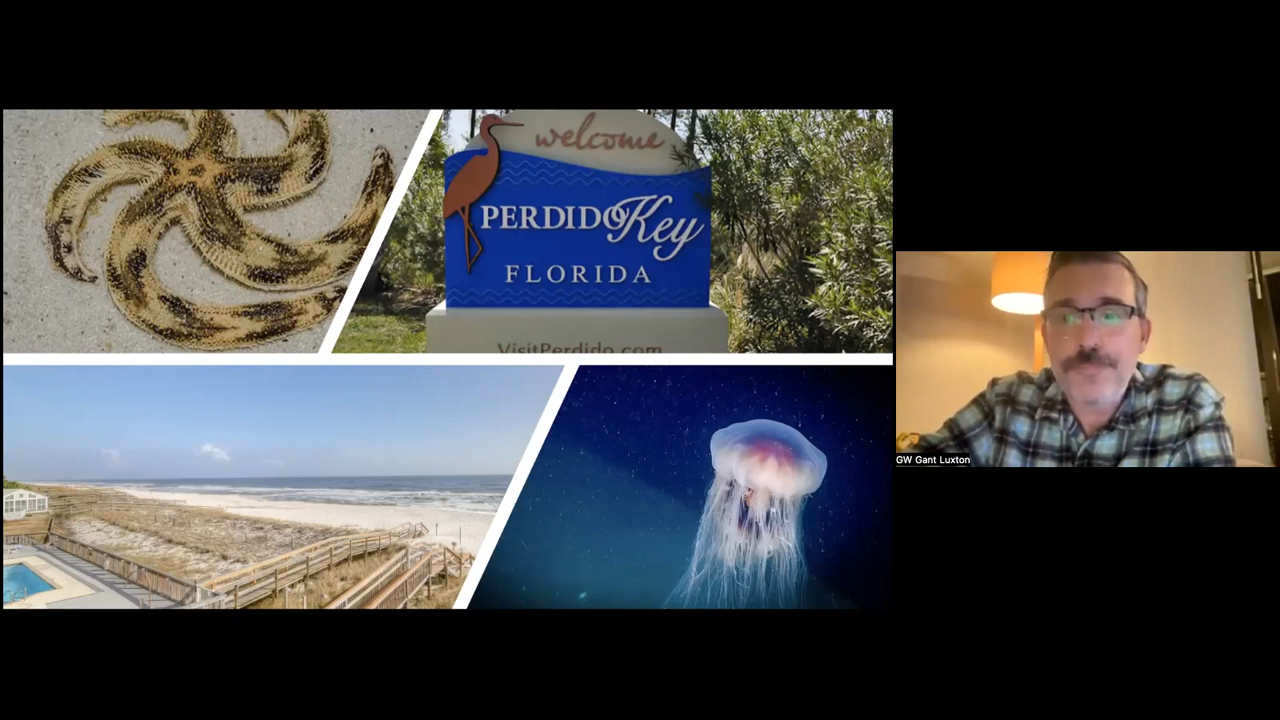 welcome
PERDIDO Key
FLORIDA
VisitPerdido.com
GW Gant Luxton